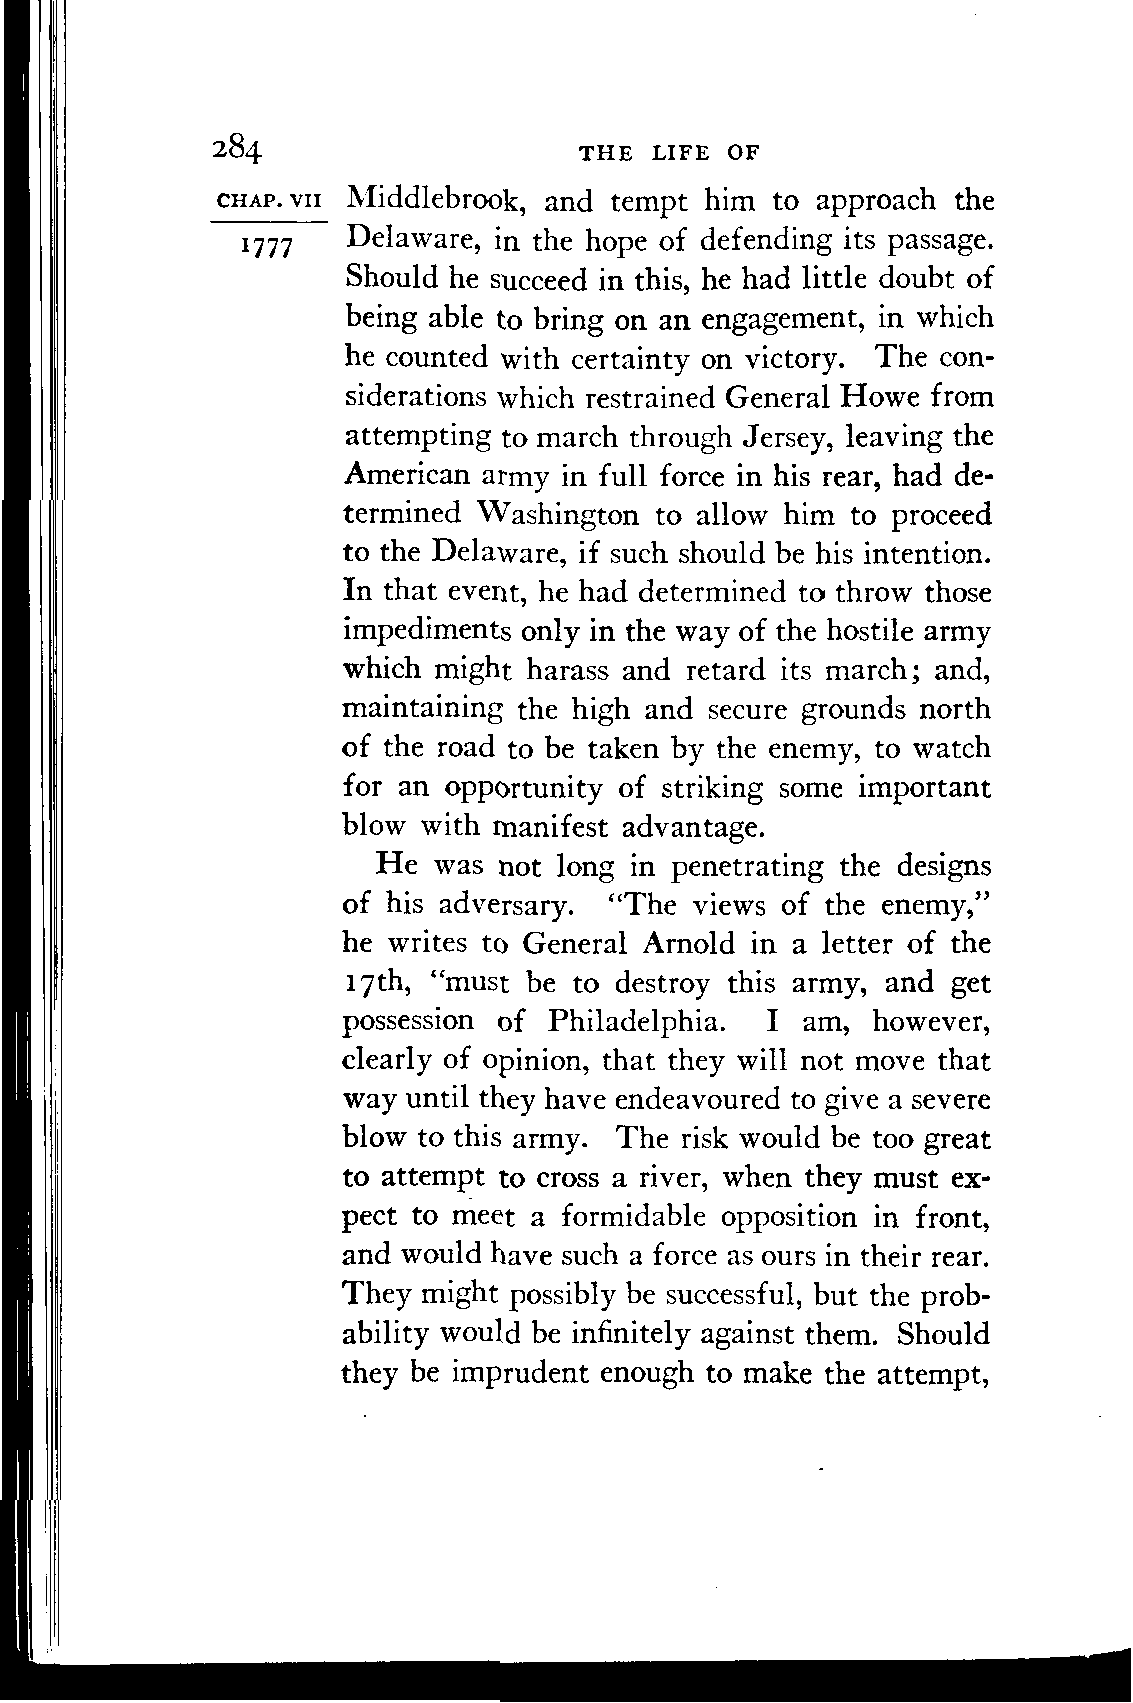 284 THE LIFE OF
CHAP. VII Middlebrook, and tempt him to approach the
1777 Delaware, in the hope of defending its passage.
Should he succeed in this, he had little doubt of
being able to bring on an engagement, in which
he counted with certainty on victory. The con-
siderations which restrained General Howe from
attempting to march through Jersey, leaving the
American army in full force in his rear, had de-
termined Washington to allow him to proceed
to the Delaware, if such should be his intention.
In that event, he had determined to throw those
impediments only in the way of the hostile army
which might harass and retard its march; and,
maintaining the high and secure grounds north
of the road to be taken by the enemy, to watch
for an opportunity of striking some important
blow with manifest advantage.
He was not long in penetrating the designs
of his adversary. "The views of the enemy,"
he writes to General Arnold in a letter of the
17th, "must be to destroy this army, and get
possession of Philadelphia. I am, however,
clearly of opinion, that they will not move that
way until they have endeavoured to give a severe
blow to this army. The risk would be too great
to attempt to cross a river, when they must ex-
pect to meet a formidable opposition in front,
and would have such a force as ours in their rear.
They might possibly be successful, but the prob-
ability would be infinitely against them. Should
they be imprudent enough to make the attempt,